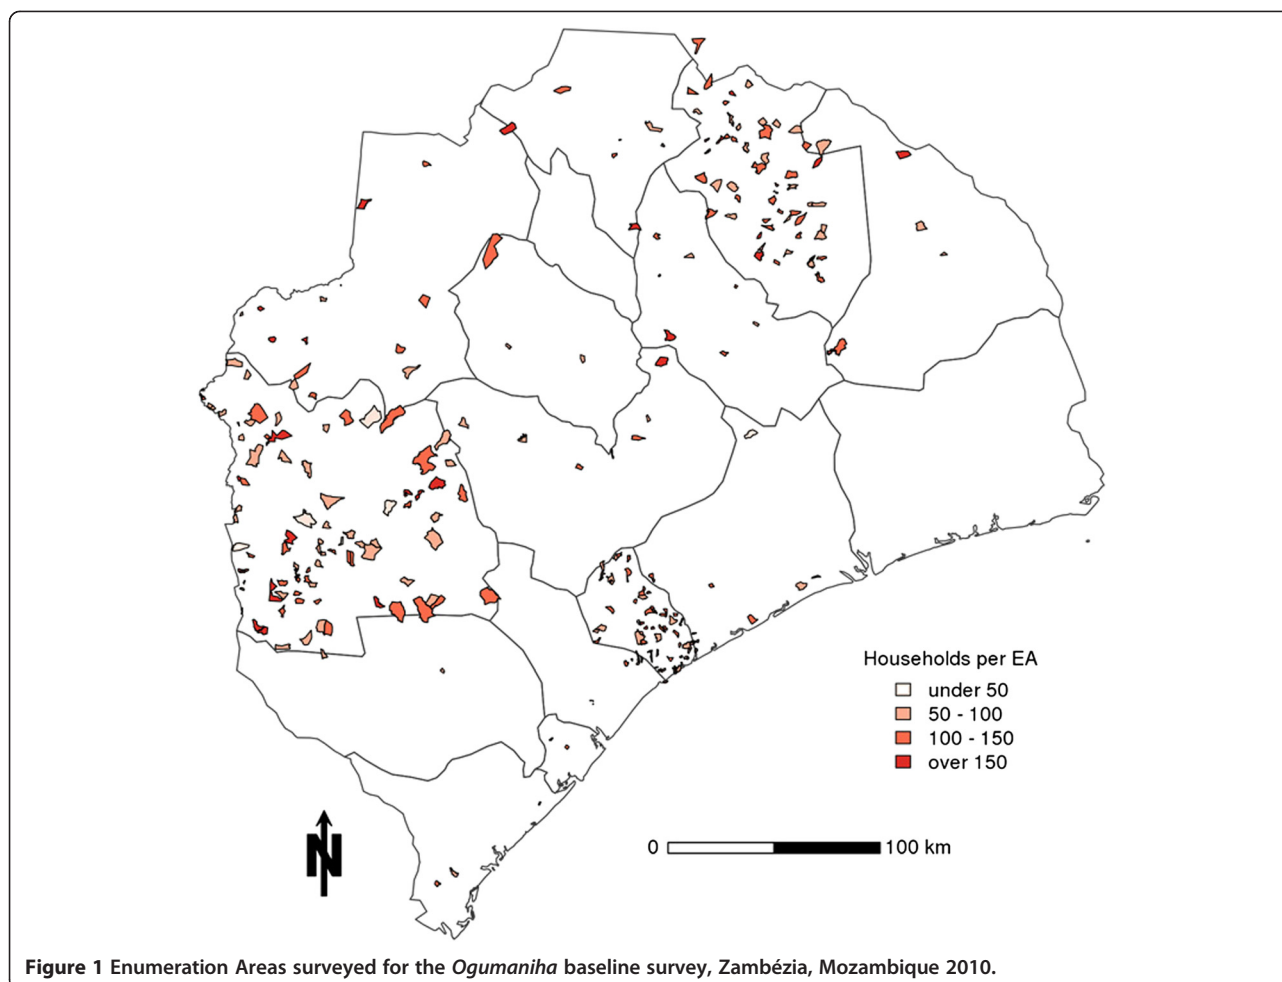 Households per EA
under 50
50 - 100
100 - 150
over 150
N
0 100 km
Figure 1 Enumeration Areas surveyed for the Ogumaniha baseline survey, Zambézia, Mozambique 2010.